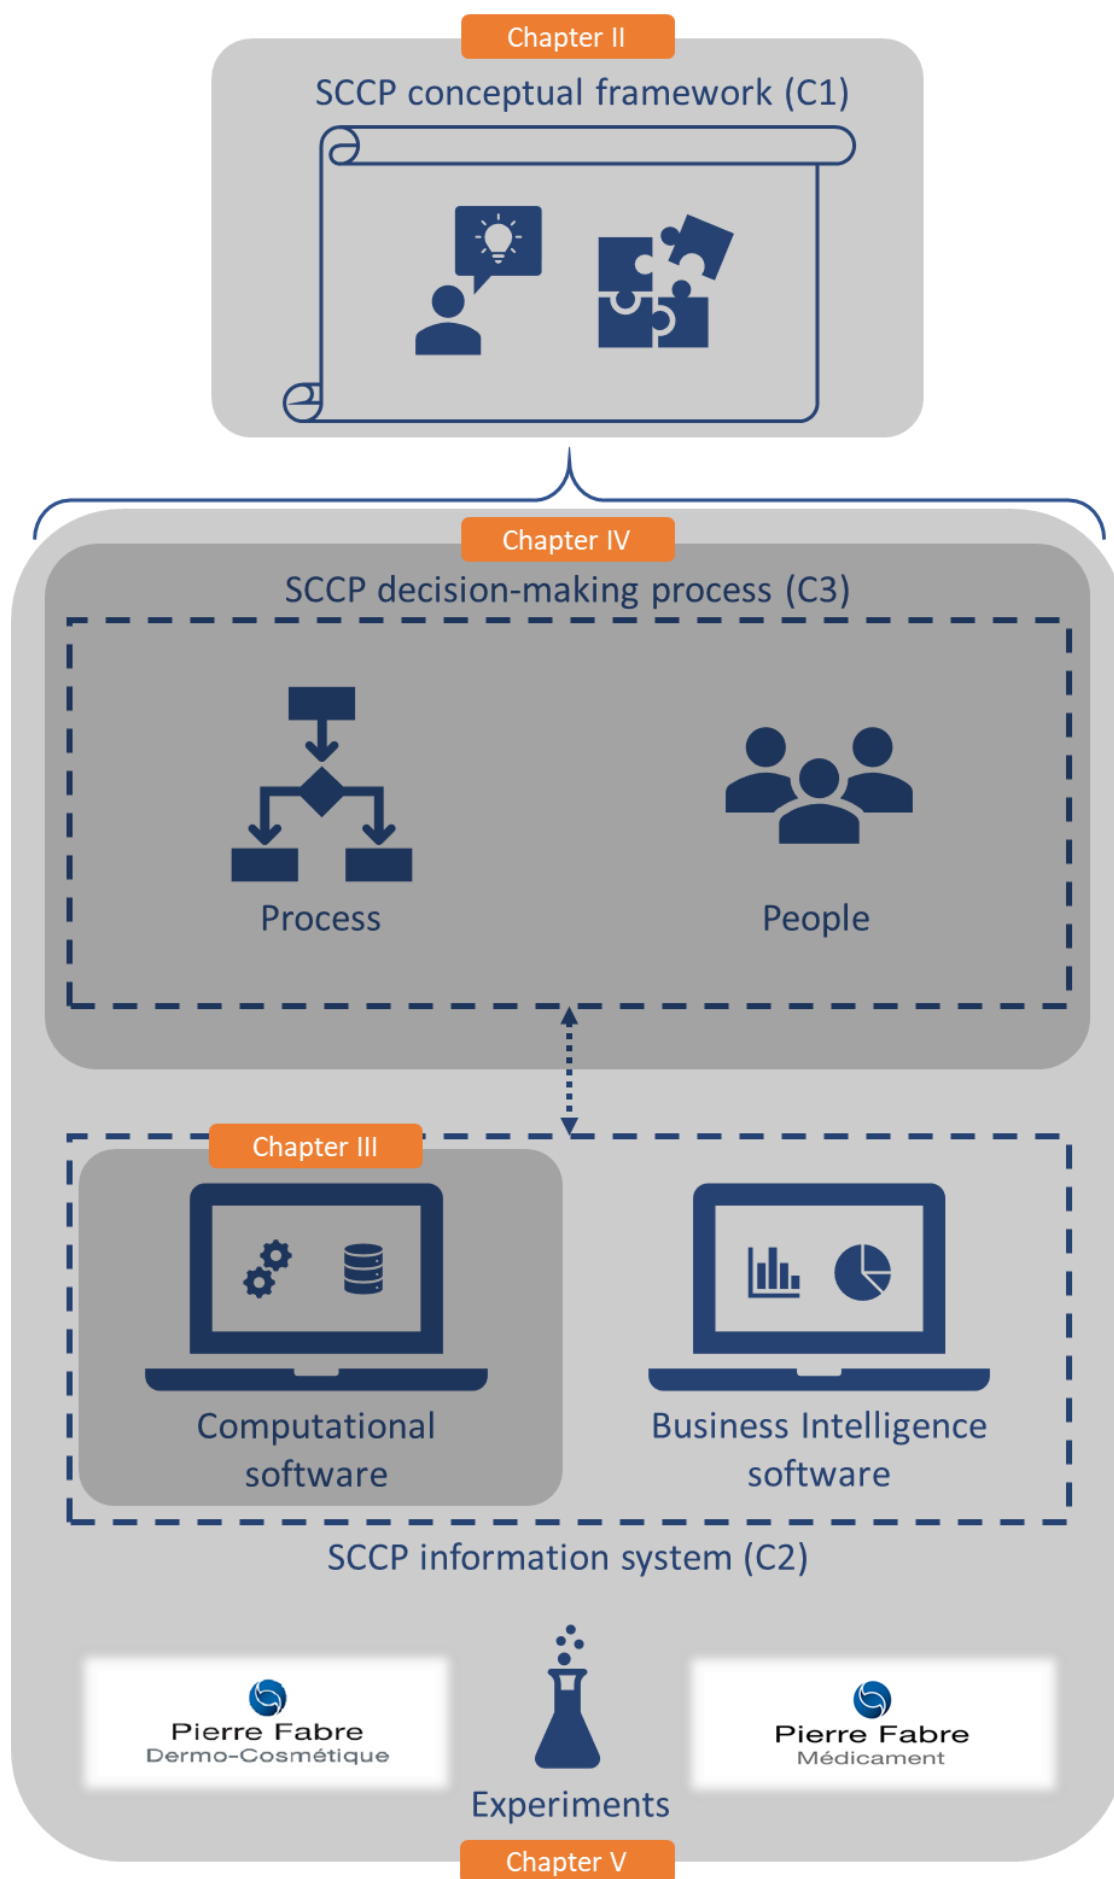 Chapter II
SCCP conceptual framework (C1)
Chapter IV
SCCP decision-making process (C3)
Process
People
Chapter III
Computational
software
Business Intelligence
software
SCCP information system (C2)
Pierre Fabre
Dermo-Cosmétique
Pierre Fabre
Médicament
Experiments
Chapter V